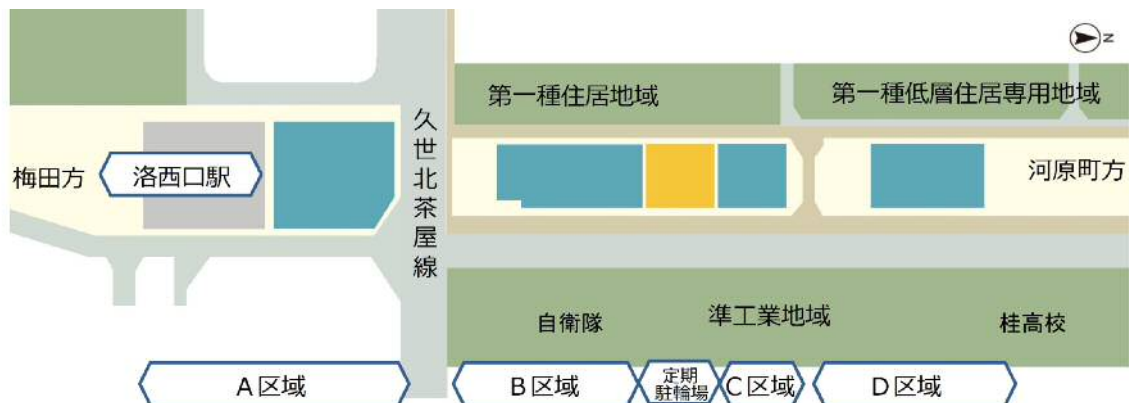 N
第一種住居地域
第一種低層住居専用地域
久世北茶屋線
梅田方
洛西口駅
河原町方
自衛隊
準工業地域
桂高校
A区域
B区域
定期
駐輪場
C区域
D区域